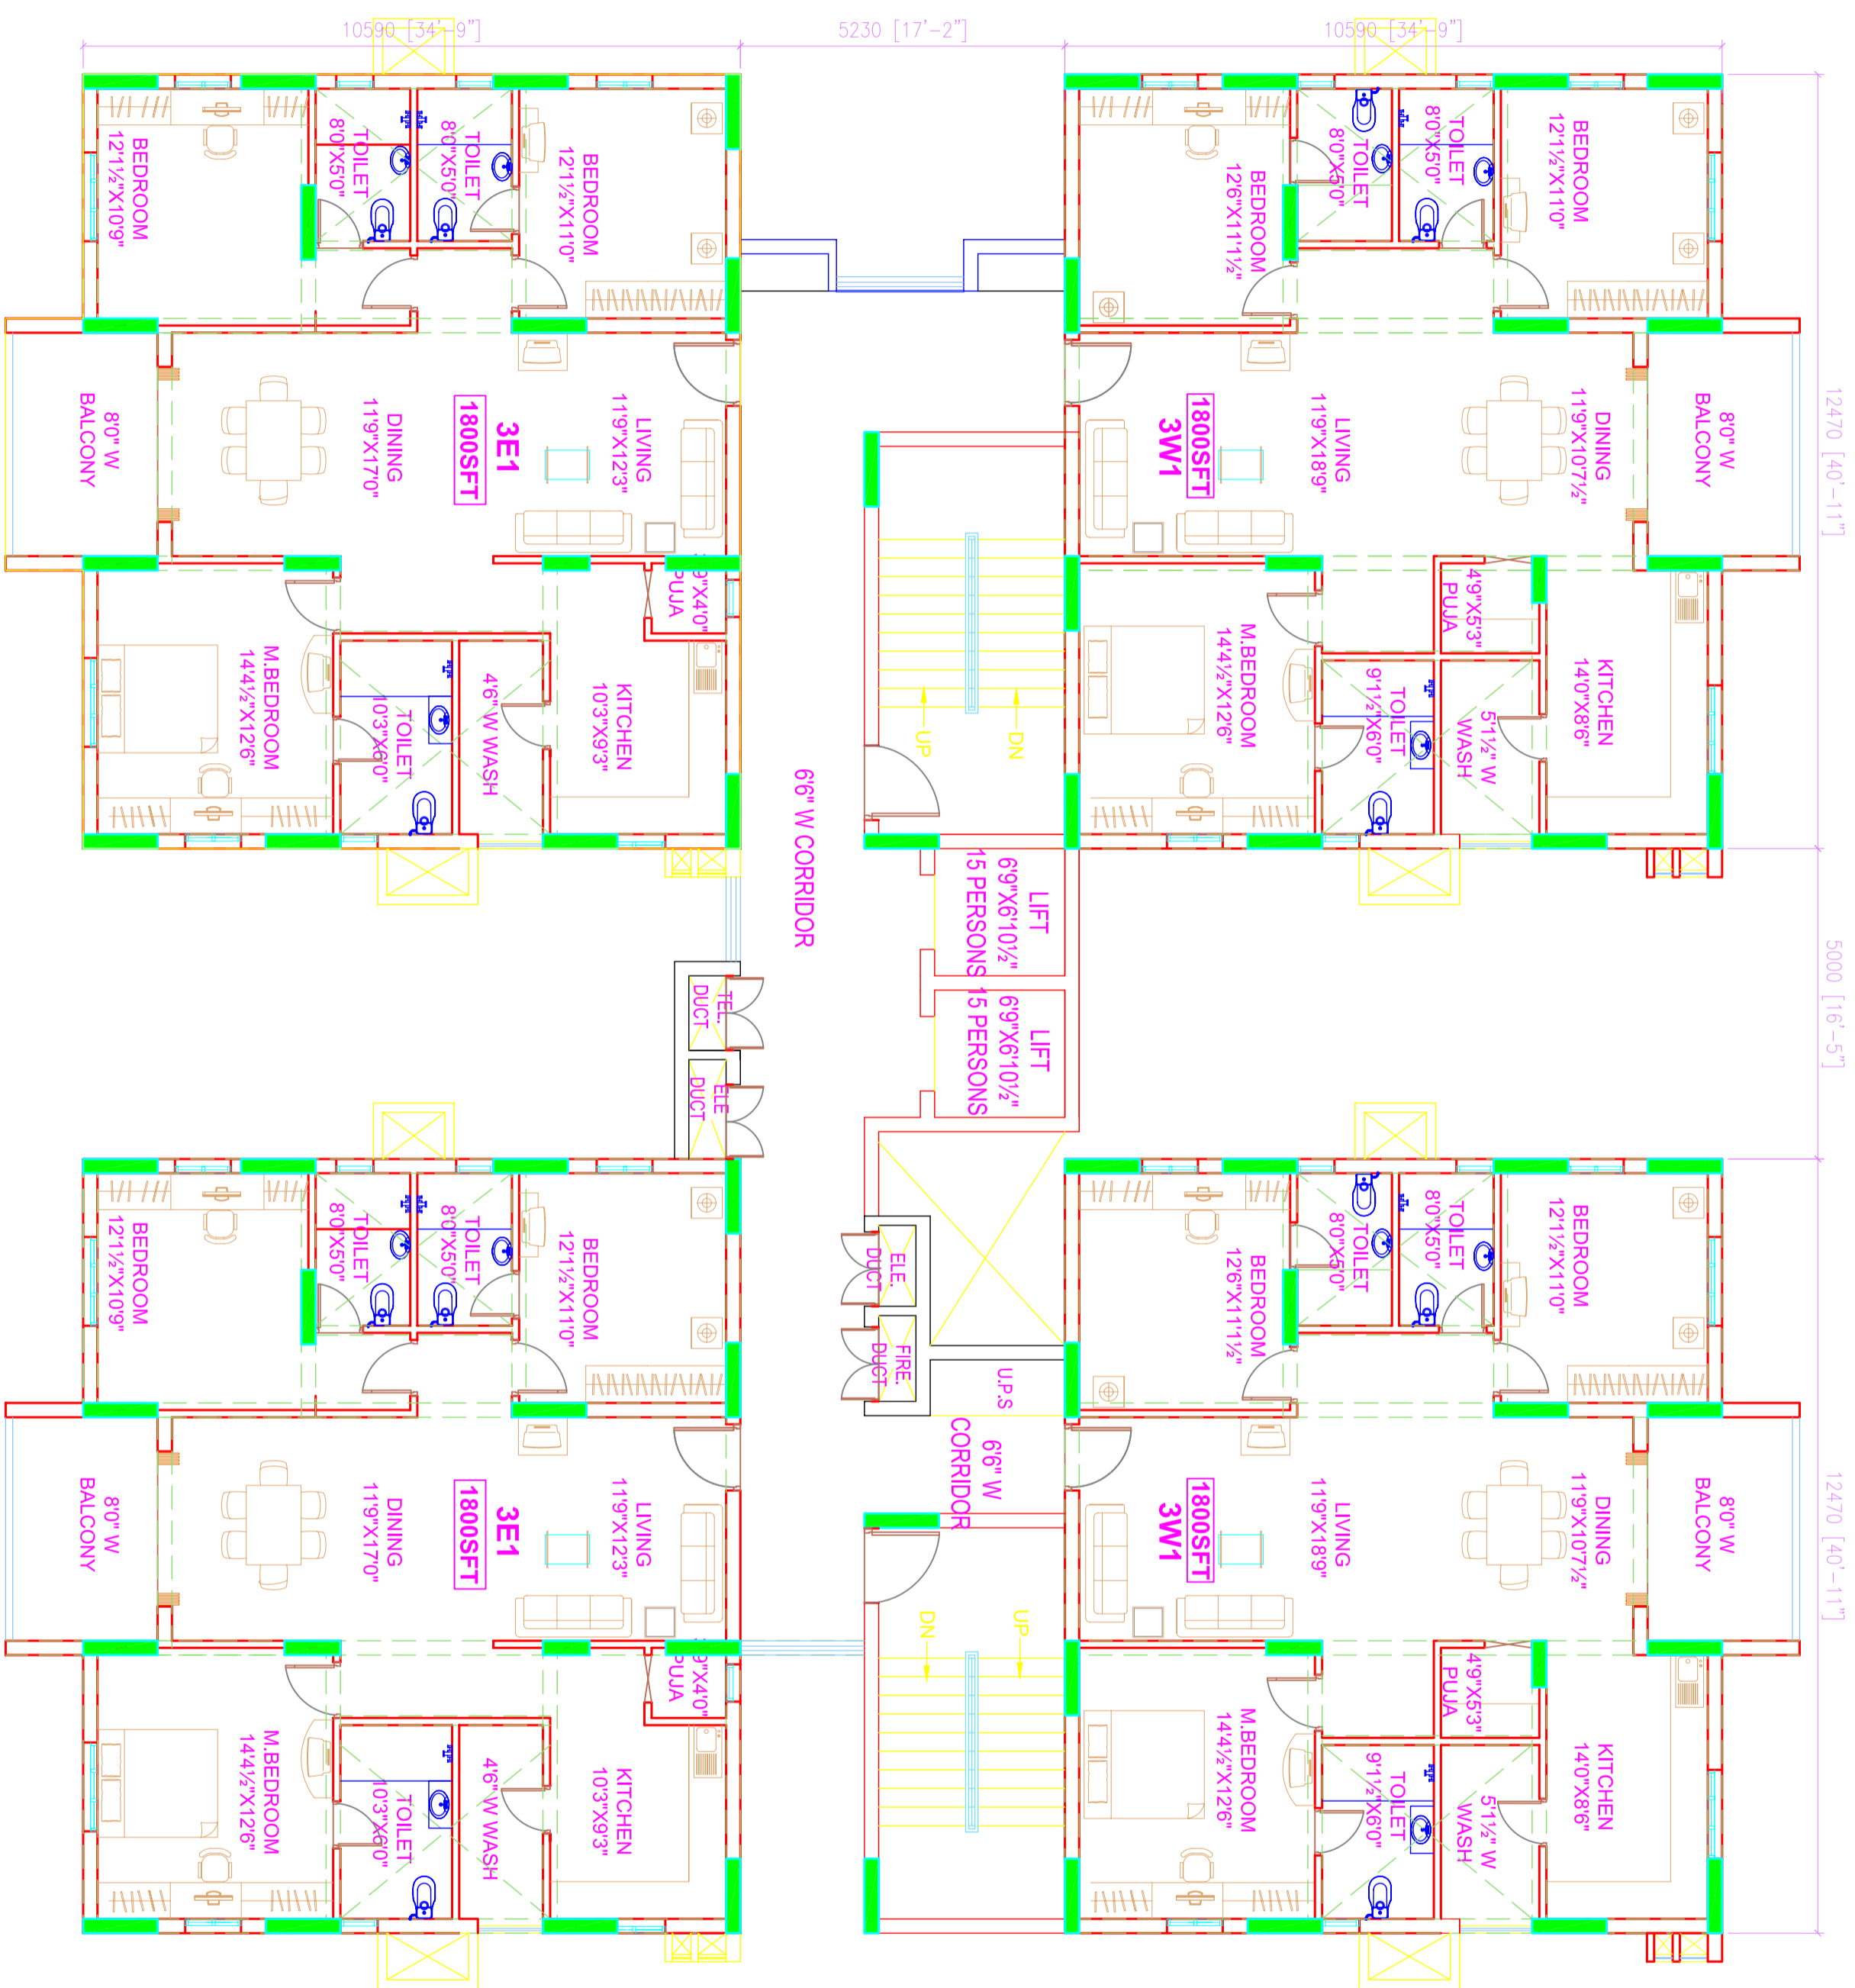 10590 [34'-9"]
5230 [17'-2"]
10590 [34'-9"]
12470 [40'-11"]
5000 [16'-5"]
12470 [40'-11"]
BEDROOM
12'1½"X10'9"
TOILET
8'0"X5'0"
TOILET
8'0"X5'0"
BEDROOM
12'1½"X11'0"
8'0" W
BALCONY
DINING
11'9"X17'0"
3E1
1800SFT
LIVING
11'9"X12'3"
PUJA
M.BEDROOM
14'4½"X12'6"
TOILET
10'3"X6'0"
4'6" W WASH
KITCHEN
10'3"X9'3"
BEDROOM
12'6"X11'1½"
TOILET
8'0"X5'0"
TOILET
8'0"X5'0"
BEDROOM
12'1½"X11'0"
LIVING
11'9"X18'9"
1800SFT
3W1
DINING
11'9"X10'7½"
8'0" W
BALCONY
M.BEDROOM
14'4½"X12'6"
4'9"X5'3"
PUJA
TOILET
9'1½"X6'0"
5'1½" W
WASH
KITCHEN
14'0"X8'6"
UP
DN
6'6" W CORRIDOR
LIFT
6'9"X6'10½"
15 PERSONS
LIFT
6'9"X6'10½"
15 PERSONS
TEL.
DUCT
ELE
DUCT
ELE.
DUCT
FIRE.
DUCT
U.P.S
6'6" W
CORRIDOR
DN
UP
BEDROOM
12'1½"X10'9"
TOILET
8'0"X5'0"
TOILET
8'0"X5'0"
BEDROOM
12'1½"X11'0"
8'0" W
BALCONY
DINING
11'9"X17'0"
3E1
1800SFT
LIVING
11'9"X12'3"
PUJA
M.BEDROOM
14'4½"X12'6"
TOILET
10'3"X6'0"
4'6" W WASH
KITCHEN
10'3"X9'3"
BEDROOM
12'6"X11'1½"
TOILET
8'0"X5'0"
TOILET
8'0"X5'0"
BEDROOM
12'1½"X11'0"
LIVING
11'9"X18'9"
1800SFT
3W1
DINING
11'9"X10'7½"
8'0" W
BALCONY
M.BEDROOM
14'4½"X12'6"
4'9"X5'3"
PUJA
TOILET
9'1½"X6'0"
5'1½" W
WASH
KITCHEN
14'0"X8'6"